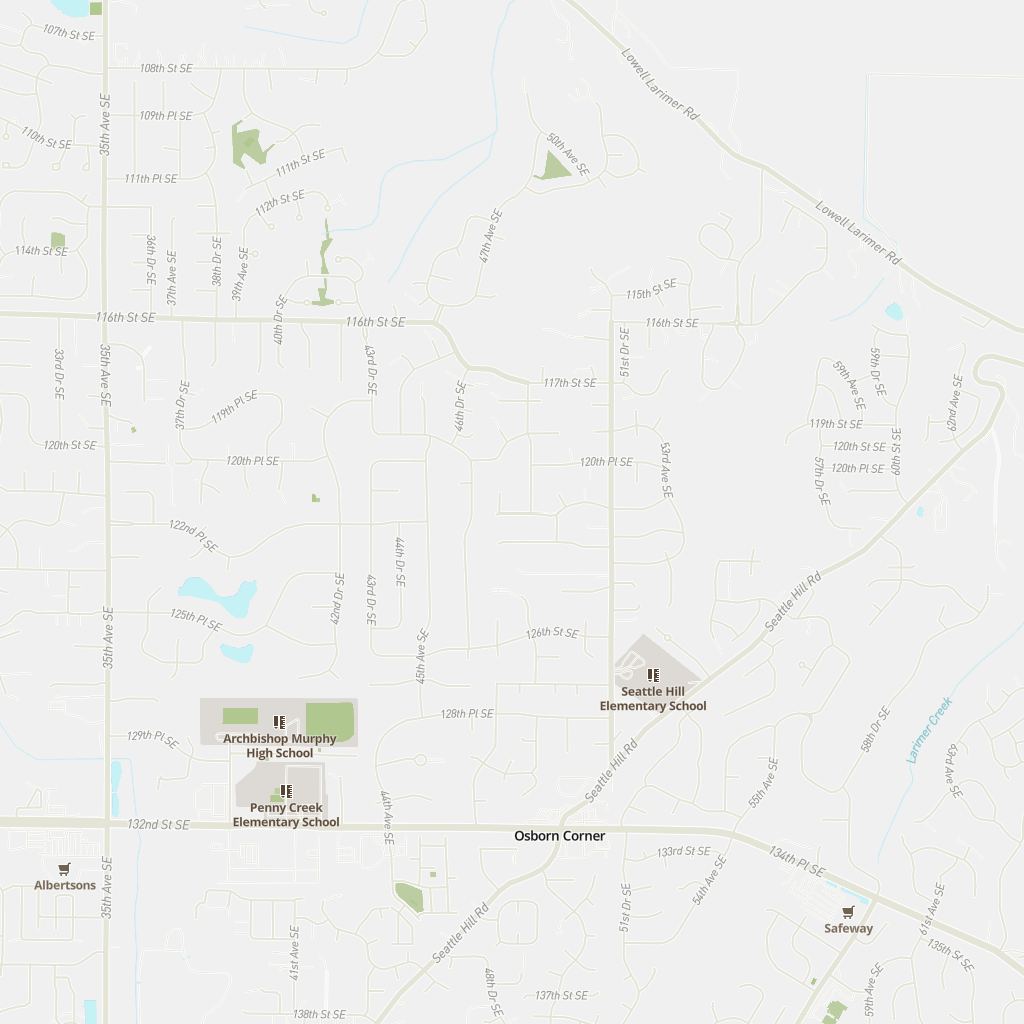 107th St SE
108th St SE
Lowell Larimer Rd
35th Ave SE
109th Pl SE
110th St SE
50th Ave SE
111th St SE
111th Pl SE
112th St SE
Lowell Larimer Rd
47th Ave SE
114th St SE
36th Dr SE
37th Ave SE
38th Dr SE
39th Ave SE
115th St SE
116th St SE
40th Dr SE
116th St SE
116th St SE
51st Dr SE
33rd Dr SE
35th Ave SE
43rd Dr SE
59th Ave SE
59th Dr SE
117th St SE
46th Dr SE
37th Dr SE
119th Pl SE
62nd Ave SE
119th St SE
120th St SE
120th St SE
60th St SE
120th Pl SE
120th Pl SE
53rd Ave SE
120th Pl SE
57th Dr SE
122nd Pl SE
44th Dr SE
43rd Dr SE
42nd Dr SE
Seattle Hill Rd
125th Pl SE
35th Ave SE
126th St SE
45th Ave SE
Seattle Hill
Elementary School
128th Pl SE
58th Dr SE
Larimer Creek
129th Pl SE
Archbishop Murphy
High School
63rd Ave SE
Seattle Hill Rd
55th Ave SE
44th Ave SE
Penny Creek
Elementary School
132nd St SE
Osborn Corner
133rd St SE
134th Pl SE
54th Ave SE
Albertsons
35th Ave SE
51st Dr SE
61st Ave SE
Seattle Hill Rd
Safeway
41st Ave SE
135th St SE
48th Dr SE
59th Ave SE
137th St SE
138th St SE